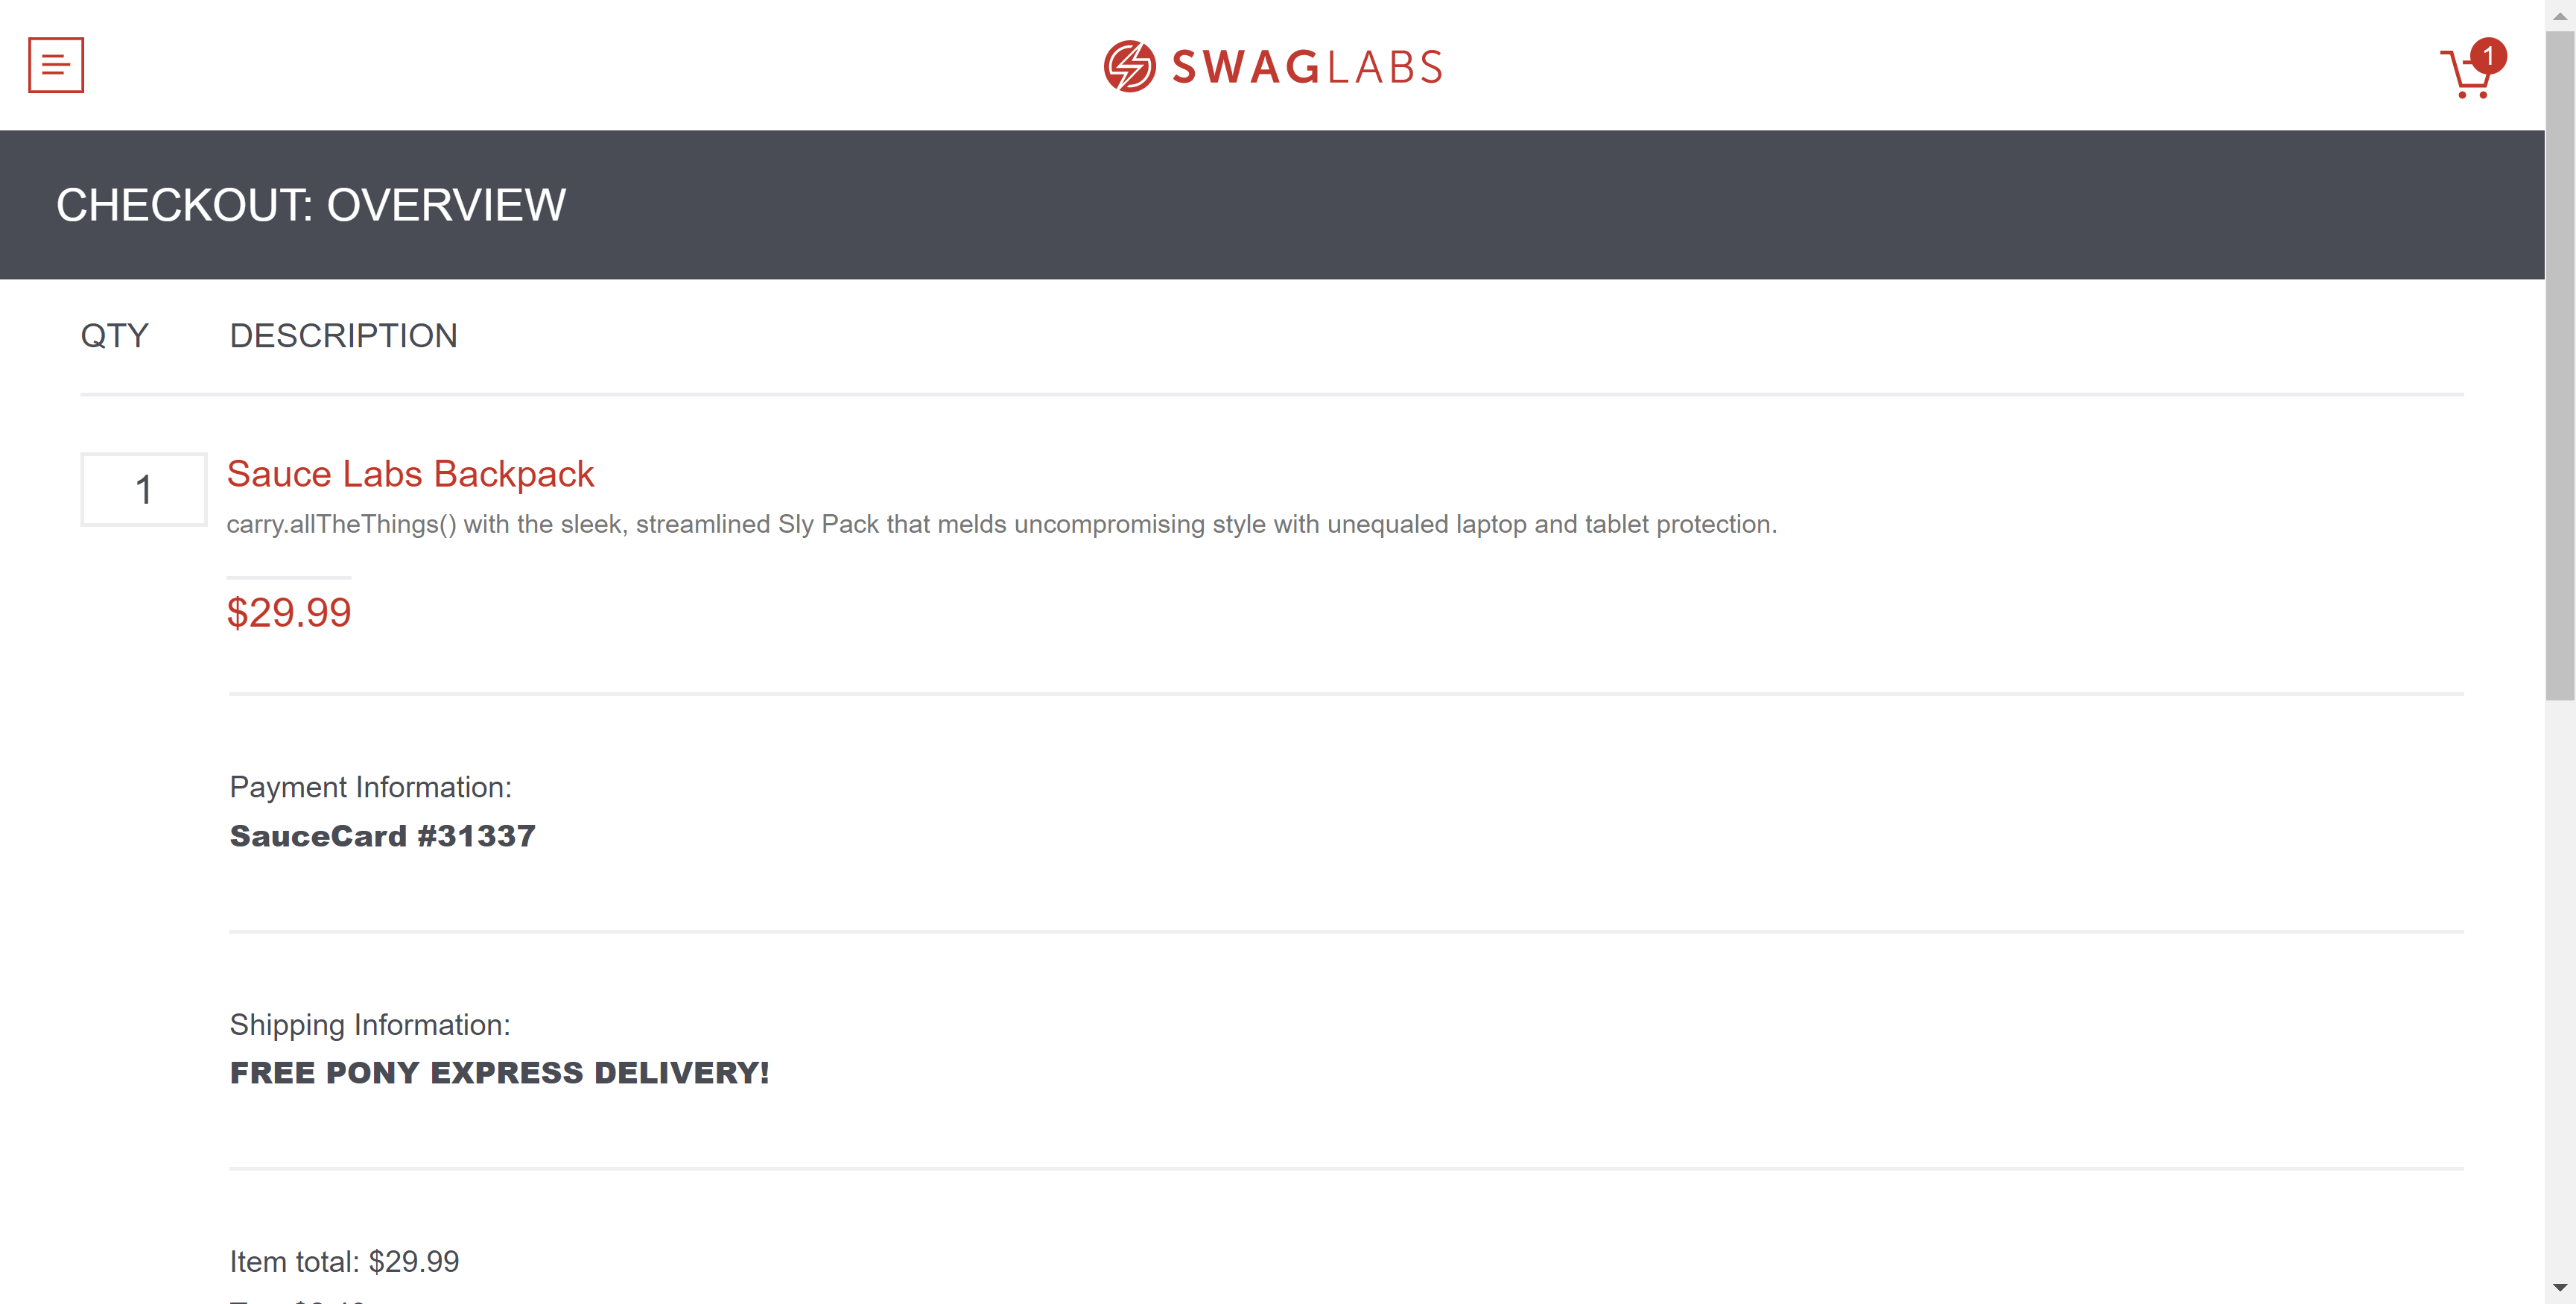 SWAGLABS
1
CHECKOUT: OVERVIEW
QTY DESCRIPTION
1 Sauce Labs Backpack
carry.allTheThings() with the sleek, streamlined Sly Pack that melds uncompromising style with unequaled laptop and tablet protection.
$29.99
Payment Information:
SauceCard #31337
Shipping Information:
FREE PONY EXPRESS DELIVERY!
Item total: $29.99